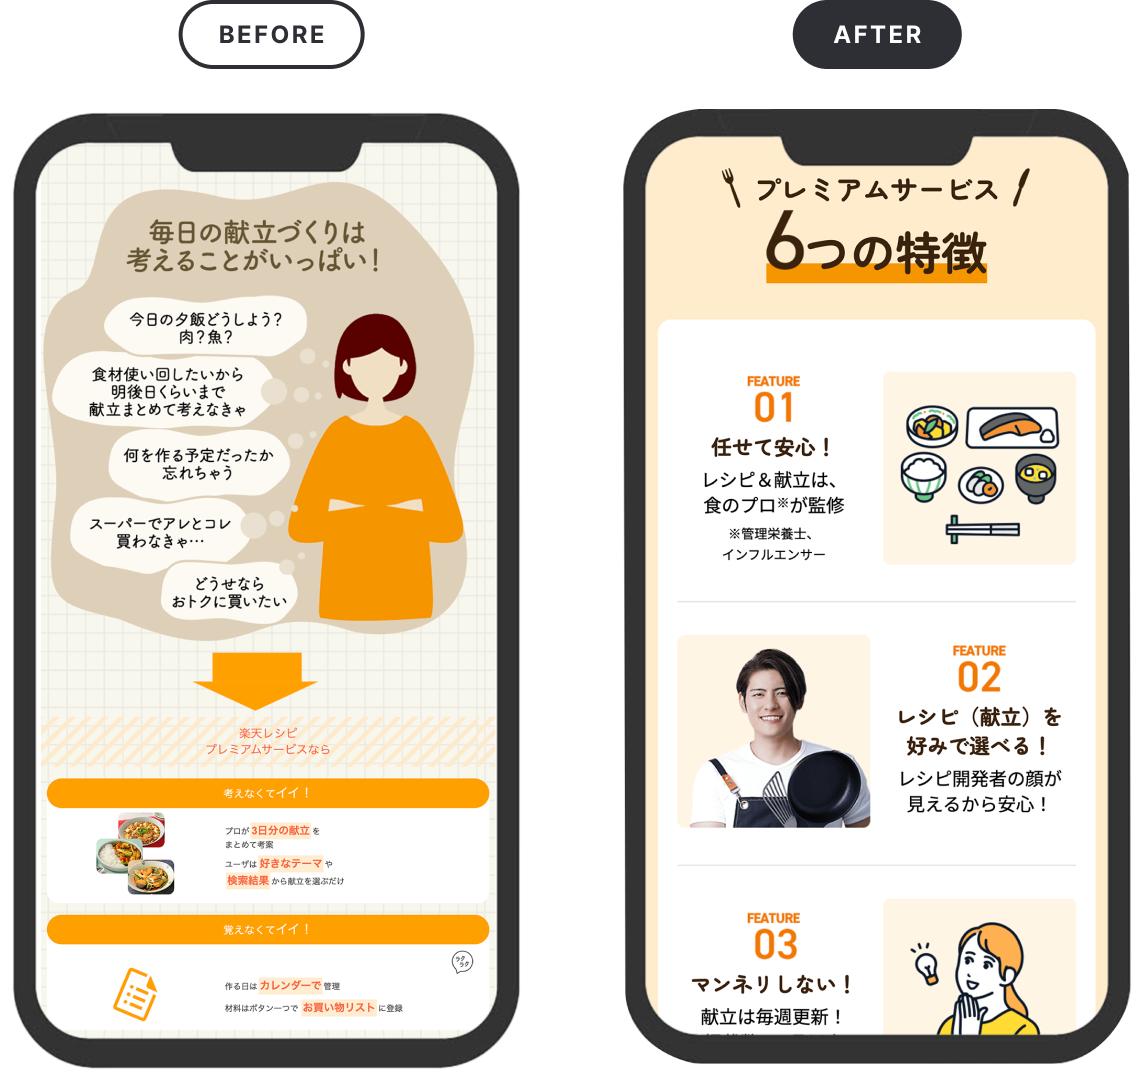 BEFORE
毎日の献立づくりは
考えることがいっぱい！
今日の夕飯どうしよう？
肉？魚？
食材使い回したいから
明後日くらいまで
献立まとめて考えなきゃ
何を作る予定だったか
忘れちゃう
スーパーでアレとコレ
買わなきゃ…
どうせなら
おトクに買いたい
楽天レシピ
プレミアムサービスなら
考えなくてイイ！
プロが 3日分の献立 を
まとめて考案
ユーザは 好きなテーマ や
検索結果 から献立を選ぶだけ
覚えなくてイイ！
ラク
ラク
作る日は カレンダーで 管理
材料はボタン一つで お買い物リスト に登録
AFTER
プレミアムサービス
6つの特徴
FEATURE
01
任せて安心！
レシピ＆献立は、
食のプロ※が監修
※管理栄養士、
インフルエンサー
FEATURE
02
レシピ（献立）を
好みで選べる！
レシピ開発者の顔が
見えるから安心！
FEATURE
03
マンネリしない！
献立は毎週更新！